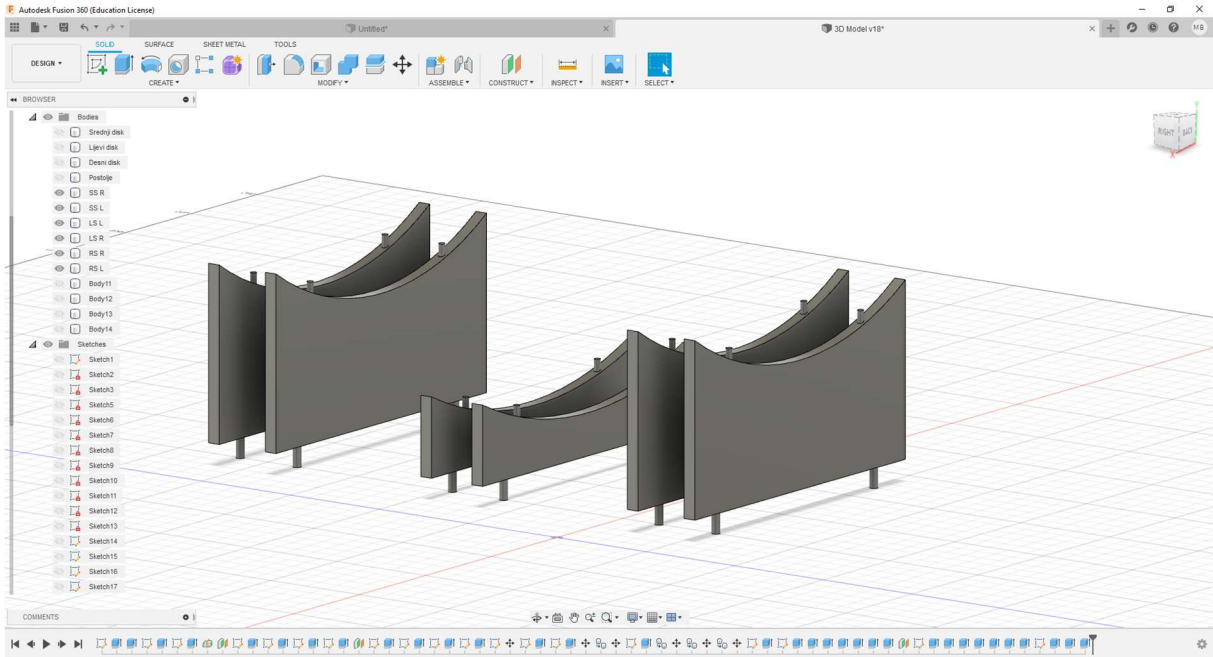 Autodesk Fusion 360 (Education License)
Untitled*
3D Model v18*
MB
SOLID
SURFACE
SHEET METAL
TOOLS
DESIGN
CREATE
MODIFY
ASSEMBLE
CONSTRUCT
INSPECT
INSERT
SELECT
BROWSER
Bodies
Srednji disk
Lijevi disk
Desni disk
Postolje
SS R
SS L
LS L
LS R
RS R
RS L
Body11
Body12
Body13
Body14
Sketches
Sketch1
Sketch2
Sketch3
Sketch5
Sketch6
Sketch7
Sketch8
Sketch9
Sketch10
Sketch11
Sketch12
Sketch13
Sketch14
Sketch15
Sketch16
Sketch17
RIGHT
BACK
Y
X
COMMENTS